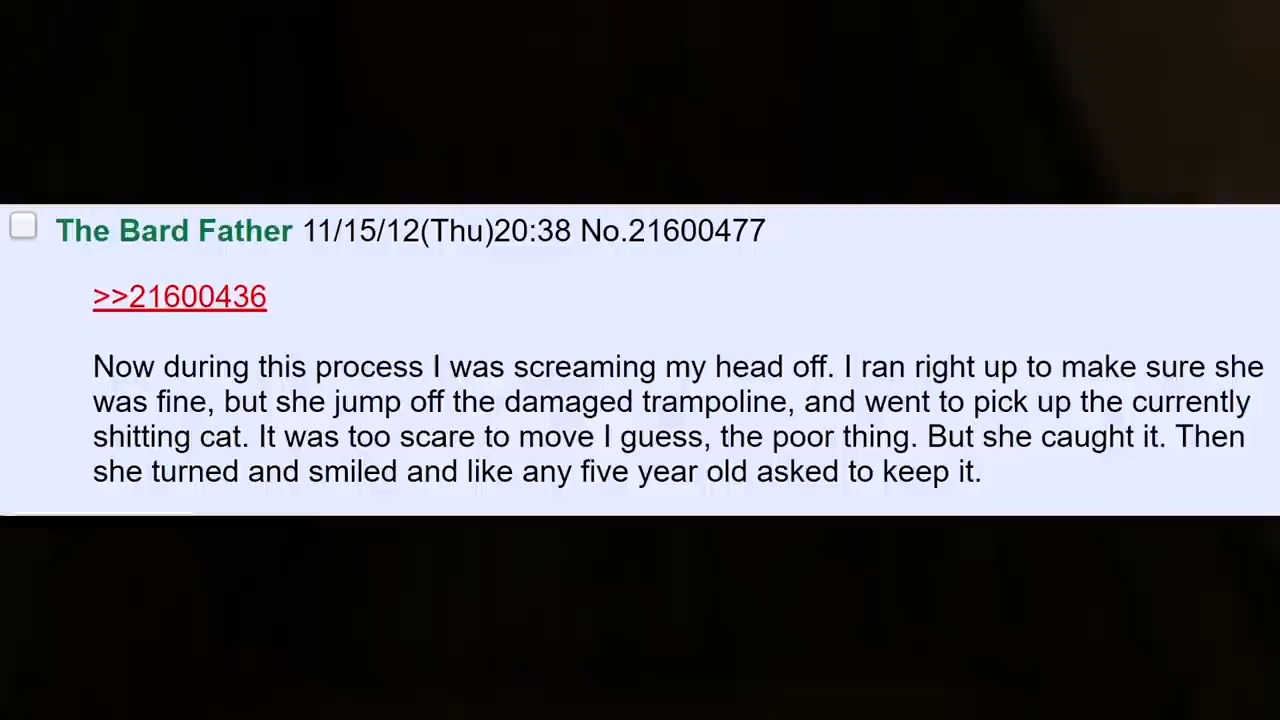 The Bard Father 11/15/12(Thu)20:38 No.21600477
>>21600436
Now during this process I was screaming my head off. I ran right up to make sure she
was fine, but she jump off the damaged trampoline, and went to pick up the currently
shitting cat. It was too scare to move I guess, the poor thing. But she caught it. Then
she turned and smiled and like any five year old asked to keep it.